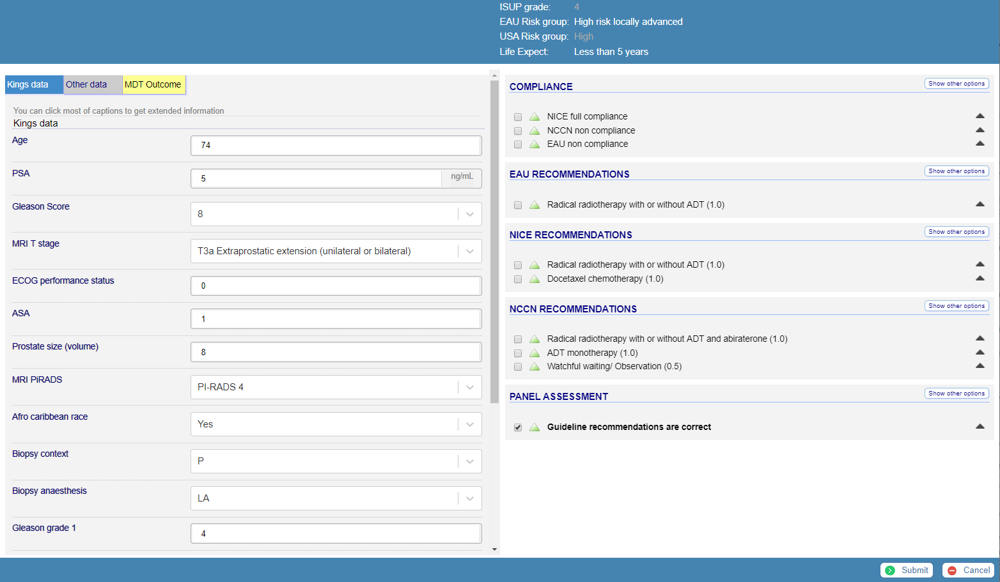 ISUP grade: 4
EAU Risk group: High risk locally advanced
USA Risk group: High
Life Expect: Less than 5 years
Kings data Other data MDT Outcome
You can click most of captions to get extended information
Kings data
Age 74
PSA 5 ng/mL
Gleason Score 8
MRI T stage T3a Extraprostatic extension (unilateral or bilateral)
ECOG performance status 0
ASA 1
Prostate size (volume) 8
MRI PiRADS PI-RADS 4
Afro caribbean race Yes
Biopsy context P
Biopsy anaesthesis LA
Gleason grade 1 4
COMPLIANCE Show other options
NICE full compliance
NCCN non compliance
EAU non compliance
EAU RECOMMENDATIONS Show other options
Radical radiotherapy with or without ADT (1.0)
NICE RECOMMENDATIONS Show other options
Radical radiotherapy with or without ADT (1.0)
Docetaxel chemotherapy (1.0)
NCCN RECOMMENDATIONS Show other options
Radical radiotherapy with or without ADT and abiraterone (1.0)
ADT monotherapy (1.0)
Watchful waiting/ Observation (0.5)
PANEL ASSESSMENT Show other options
Guideline recommendations are correct
Submit Cancel